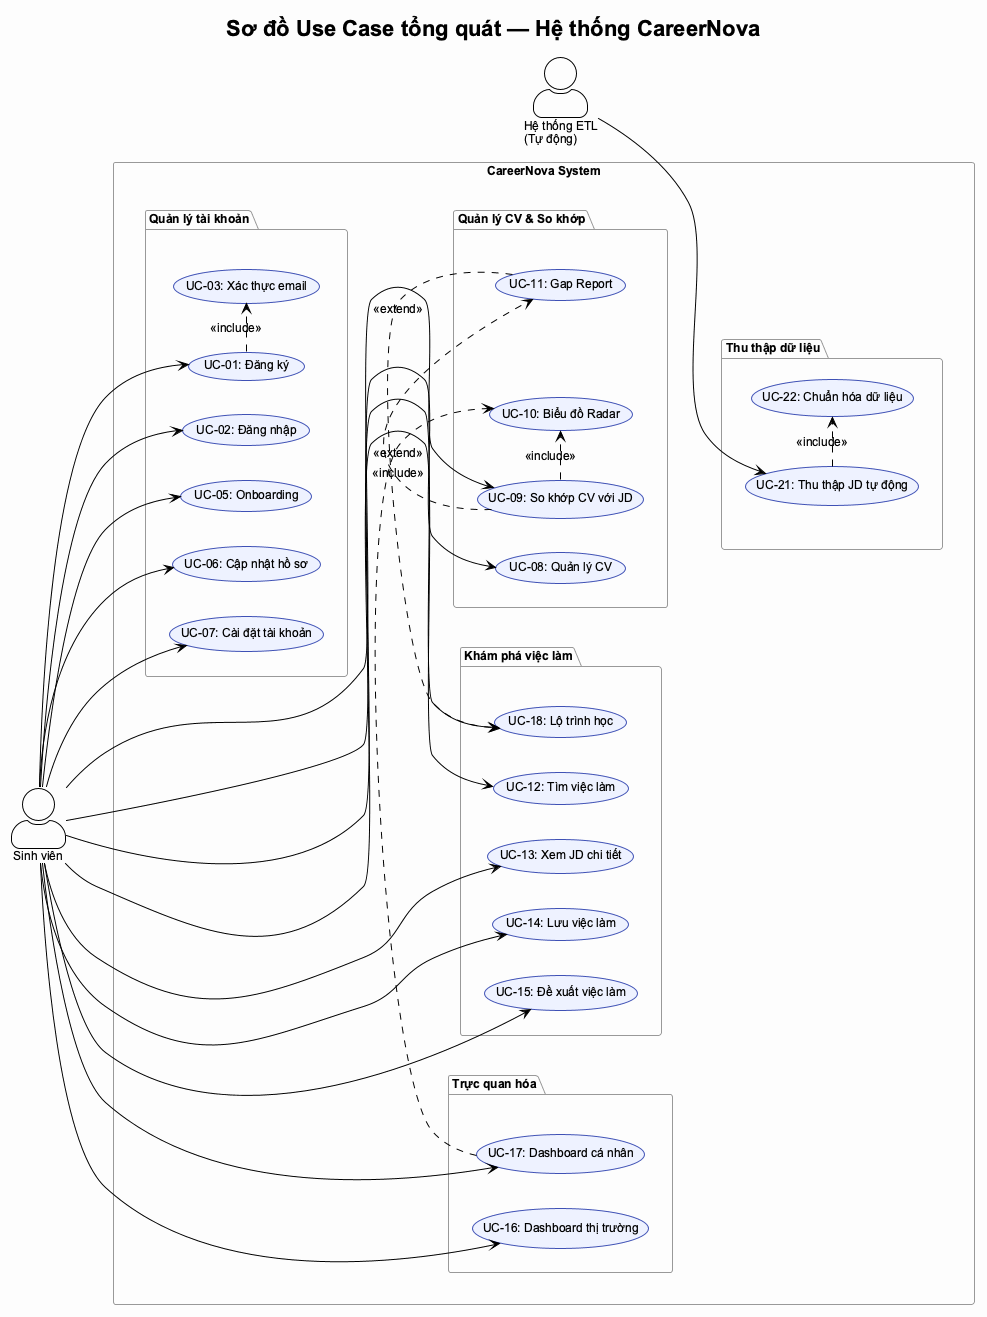 Sơ đồ Use Case tổng quát — Hệ thống CareerNova
Hệ thống ETL
(Tự động)
CareerNova System
Quản lý tài khoản
UC-03: Xác thực email
«include»
UC-01: Đăng ký
UC-02: Đăng nhập
UC-05: Onboarding
UC-06: Cập nhật hồ sơ
UC-07: Cài đặt tài khoản
Quản lý CV & So khớp
UC-11: Gap Report
«extend»
UC-10: Biểu đồ Radar
«extend»
«include»
«include»
UC-09: So khớp CV với JD
UC-08: Quản lý CV
Thu thập dữ liệu
UC-22: Chuẩn hóa dữ liệu
«include»
UC-21: Thu thập JD tự động
Khám phá việc làm
UC-18: Lộ trình học
UC-12: Tìm việc làm
UC-13: Xem JD chi tiết
UC-14: Lưu việc làm
UC-15: Đề xuất việc làm
Sinh viên
Trực quan hóa
UC-17: Dashboard cá nhân
UC-16: Dashboard thị trường